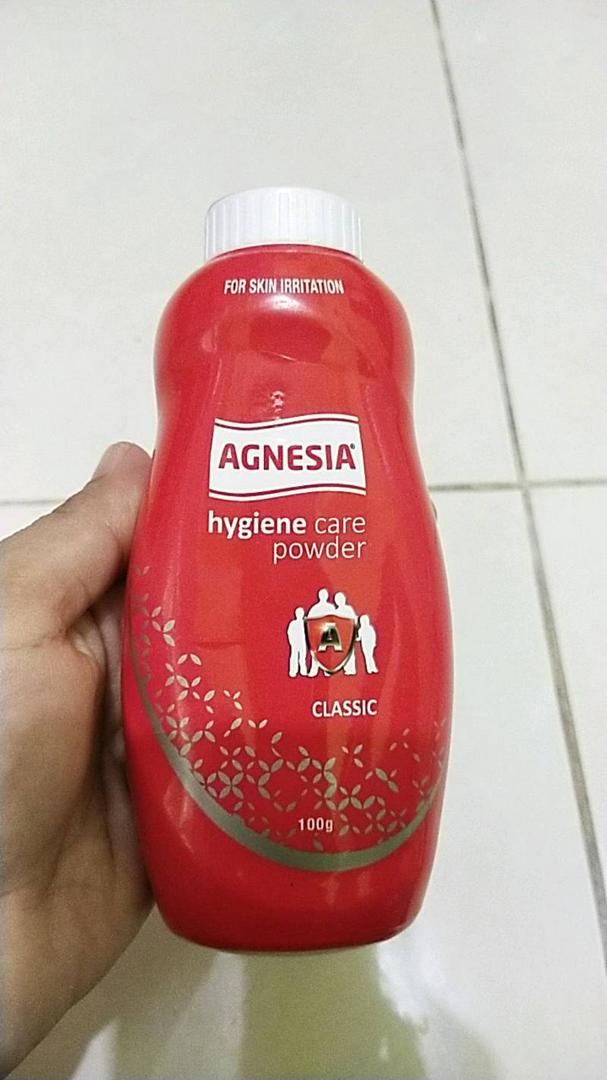 FOR SKIN IRRITATION
AGNESIA®
hygiene care
powder
A
CLASSIC
100g